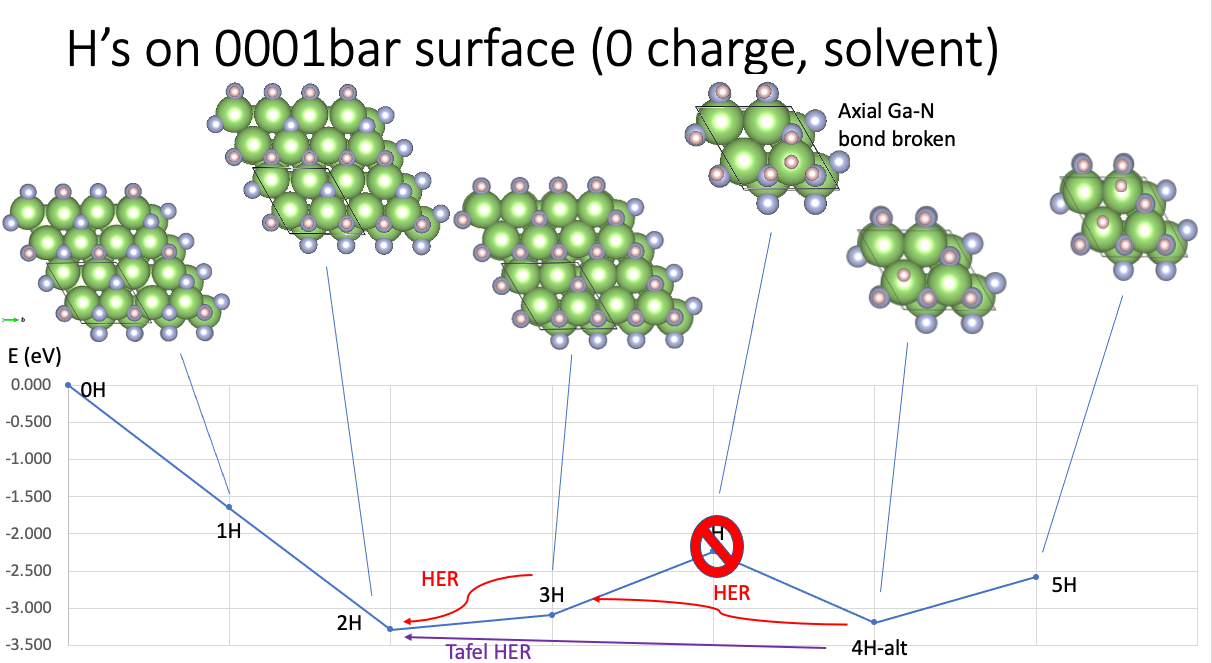 H's on 0001bar surface (0 charge, solvent)
Axial Ga-N
bond broken
b
E (eV)
0.000
-0.500
-1.000
-1.500
-2.000
-2.500
-3.000
-3.500
0H
1H
2H
HER
3H
H
HER
Tafel HER
4H-alt
5H